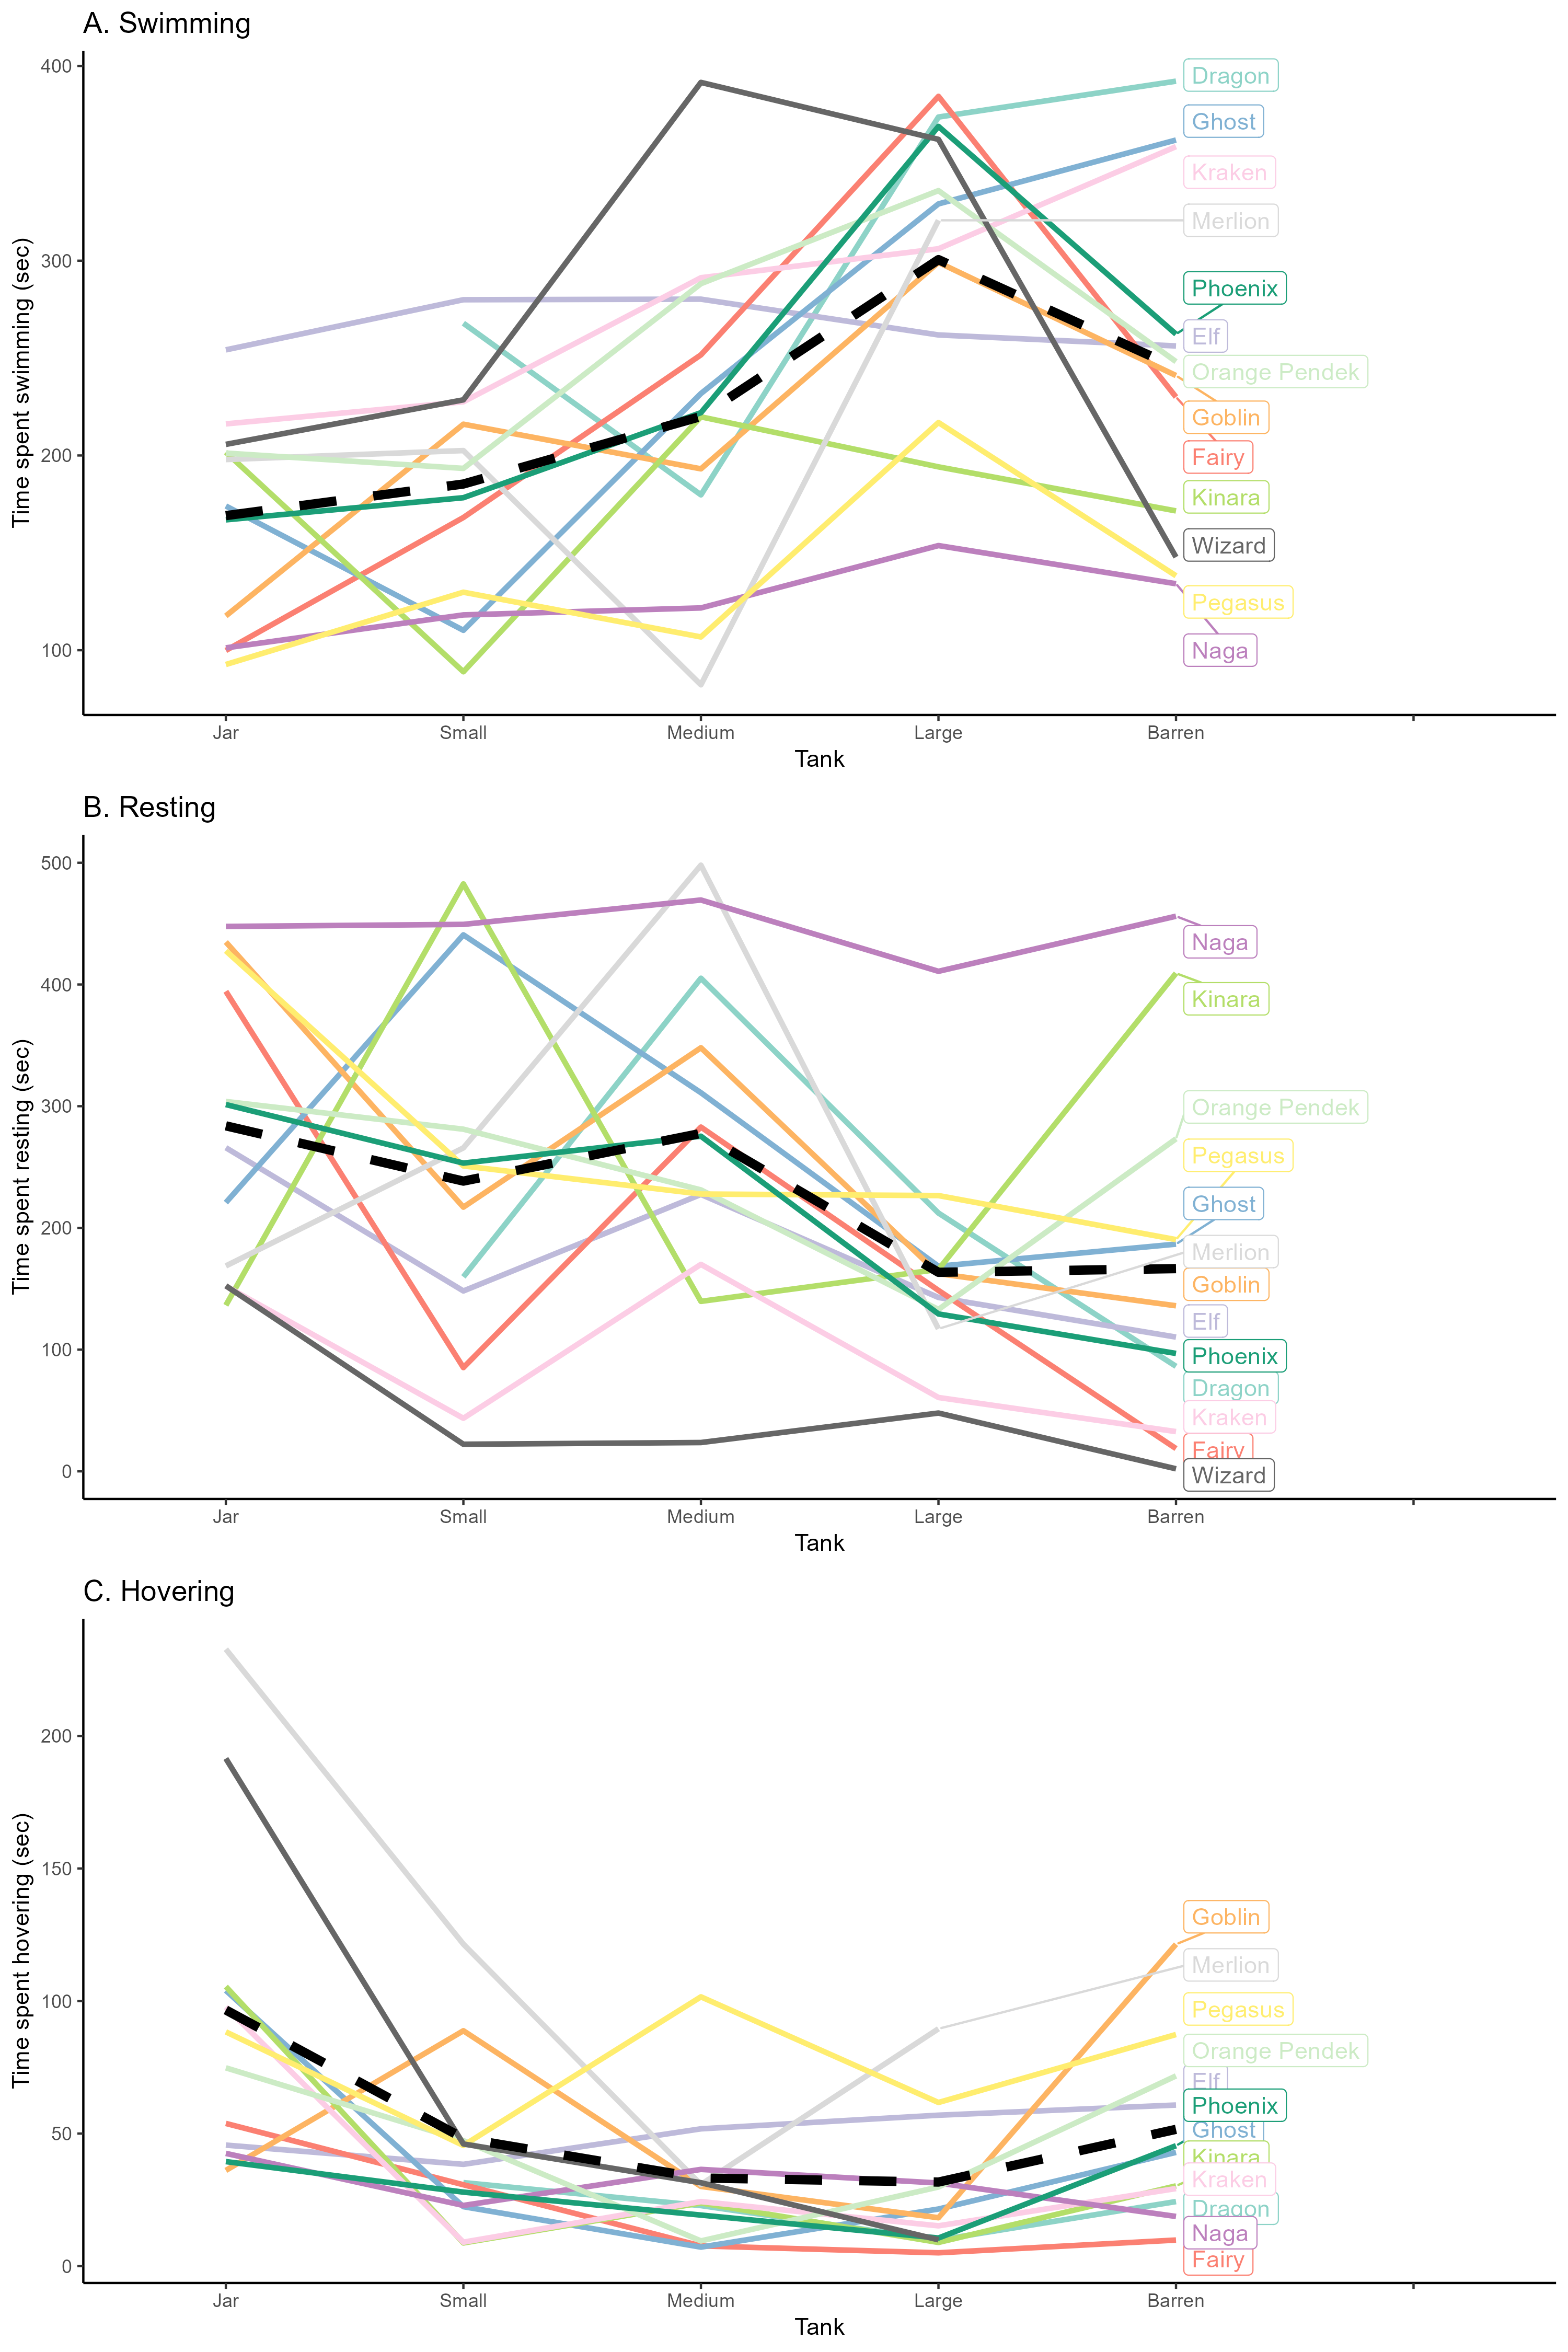 A. Swimming
Time spent swimming (sec)
400
300
200
100
Dragon
Ghost
Kraken
Merlion
Phoenix
Elf
Orange Pendek
Goblin
Fairy
Kinara
Wizard
Pegasus
Naga
Jar Small Medium Large Barren
Tank
B. Resting
Time spent resting (sec)
500
400
300
200
100
0
Naga
Kinara
Orange Pendek
Pegasus
Ghost
Merlion
Goblin
Elf
Phoenix
Dragon
Kraken
Fairy
Wizard
Jar Small Medium Large Barren
Tank
C. Hovering
Time spent hovering (sec)
200
150
100
50
0
Goblin
Merlion
Pegasus
Orange Pendek
Elf
Phoenix
Ghost
Kinara
Kraken
Dragon
Naga
Fairy
Jar Small Medium Large Barren
Tank